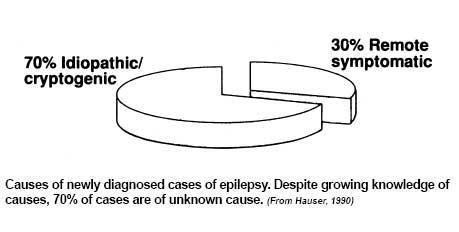 70% Idiopathic/
cryptogenic
30% Remote
symptomatic
Causes of newly diagnosed cases of epilepsy. Despite growing knowledge of
causes, 70% of cases are of unknown cause. (From Hauser, 1990)